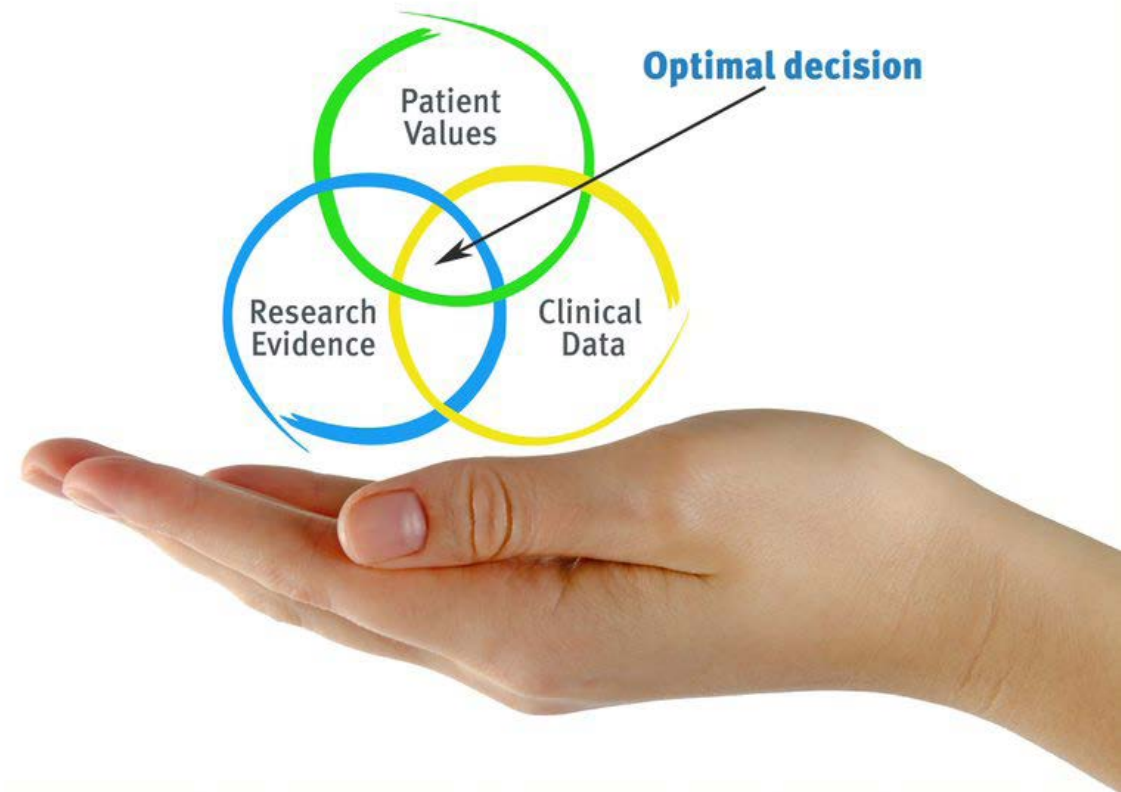 Optimal decision
Patient
Values
Research
Evidence
Clinical
Data